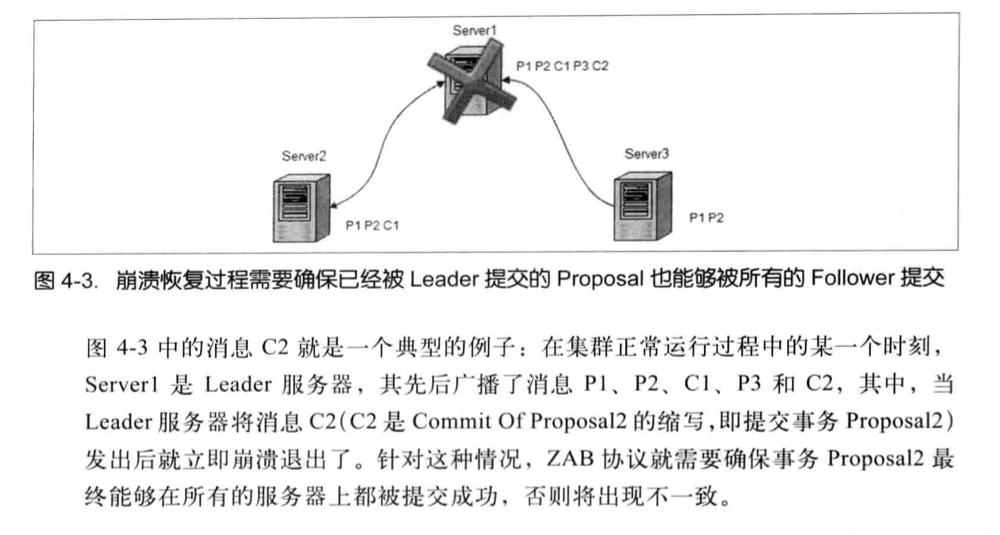 Server1
P1 P2 C1 P3 C2
Server2
Server3
P1 P2 C1
P1 P2
图 4-3. 崩溃恢复过程需要确保已经被 Leader 提交的 Proposal 也能够被所有的 Follower 提交
图 4-3 中的消息 C2 就是一个典型的例子：在集群正常运行过程中的某一个时刻，
Server1 是 Leader 服务器，其先后广播了消息 P1、P2、C1、P3 和 C2，其中，当
Leader 服务器将消息 C2（C2 是 Commit Of Proposal2 的缩写，即提交事务 Proposal2）
发出后就立即崩溃退出了。针对这种情况，ZAB 协议就需要确保事务 Proposal2 最
终能够在所有的服务器上都被提交成功，否则将出现不一致。